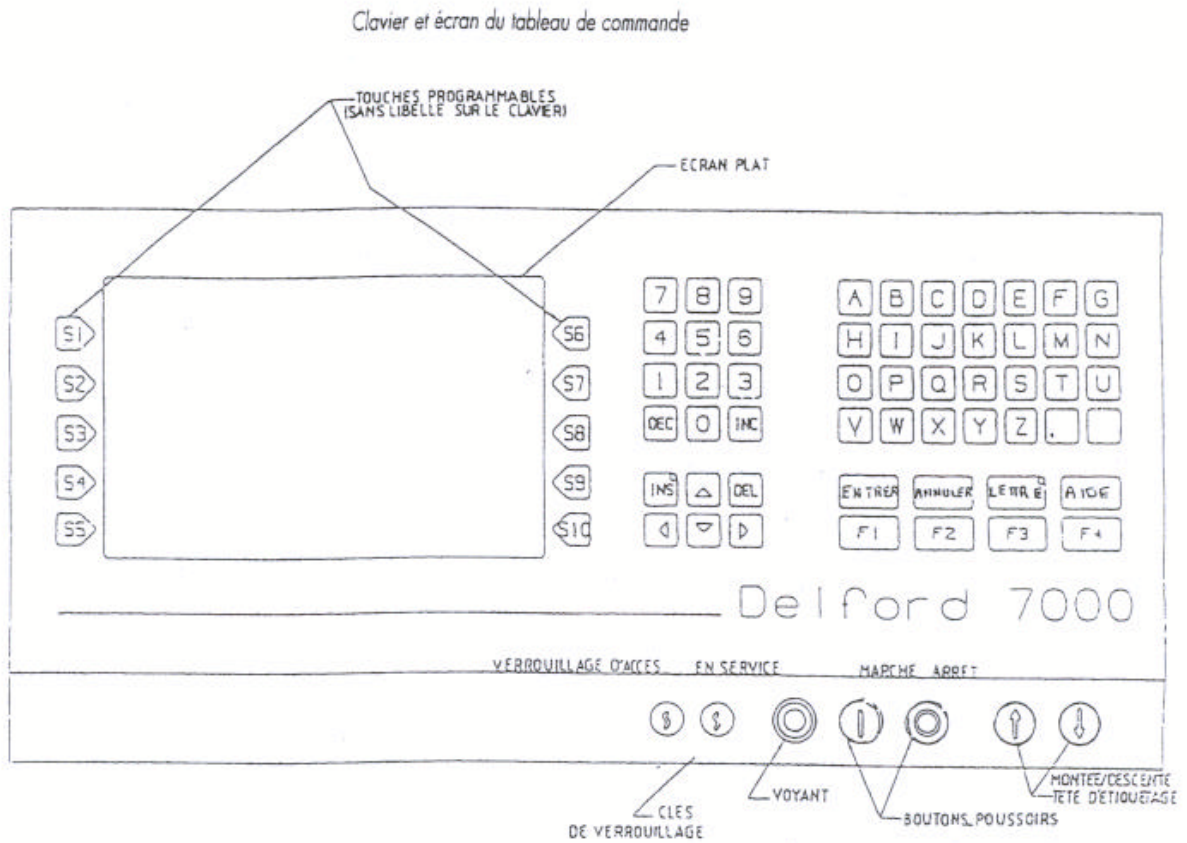 Clavier et écran du tableau de commande
TOUCHES PROGRAMMABLES
(SANS LIBELLE SUR LE CLAVIER)
ECRAN PLAT
S1
S2
S3
S4
S5
S6
S7
S8
S9
S10
7 8 9
4 5 6
1 2 3
DEC 0 INC
INS DEL
A B C D E F G
H I J K L M N
O P Q R S T U
V W X Y Z .
ENTRER ANNULER LETTRE AIDE
F1 F2 F3 F4
Delford 7000
VERROUILLAGE D'ACCES EN SERVICE MARCHE ARRET
VOYANT
CLES
DE VERROUILLAGE
BOUTONS POUSSOIRS
MONTEE/DESCENTE
TETE D'ETIQUETAGE